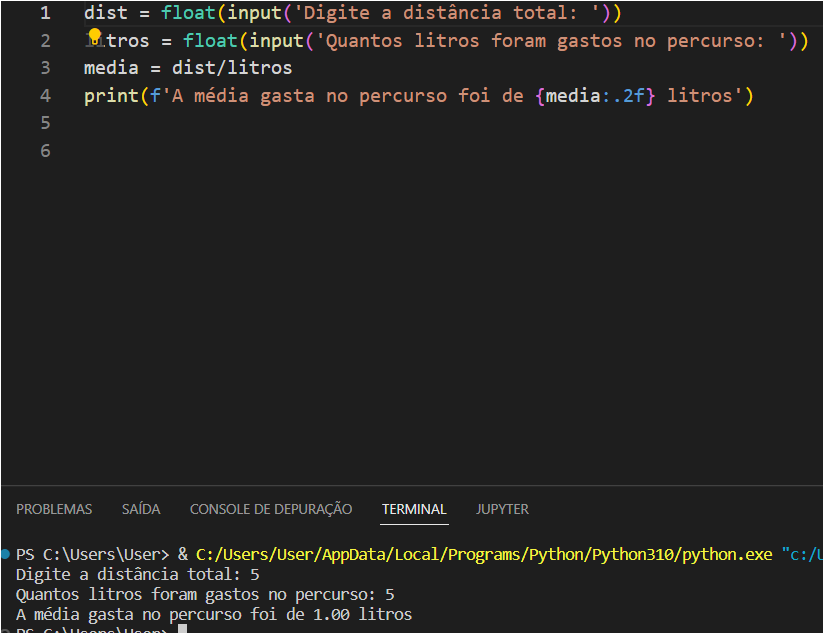 1 dist = float(input('Digite a distância total: '))
2 litros = float(input('Quantos litros foram gastos no percurso: '))
3 media = dist/litros
4 print(f'A média gasta no percurso foi de {media:.2f} litros')
5
6
PROBLEMAS SAÍDA CONSOLE DE DEPURAÇÃO TERMINAL JUPYTER
PS C:\Users\User> & C:/Users/User/AppData/Local/Programs/Python/Python310/python.exe "c:/U
Digite a distância total: 5
Quantos litros foram gastos no percurso: 5
A média gasta no percurso foi de 1.00 litros
PS C:\Users\User>